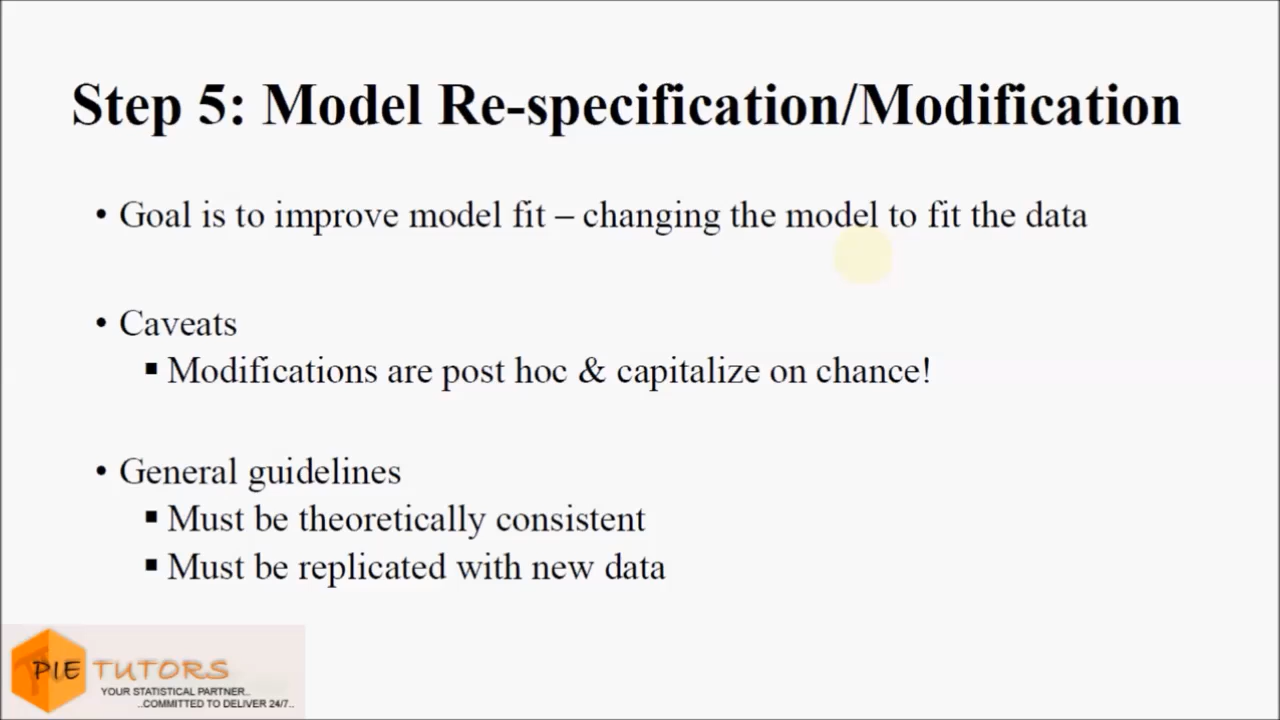 Step 5: Model Re-specification/Modification
• Goal is to improve model fit – changing the model to fit the data
• Caveats
▪ Modifications are post hoc & capitalize on chance!
• General guidelines
▪ Must be theoretically consistent
▪ Must be replicated with new data
PIE TUTORS
YOUR STATISTICAL PARTNER..
..COMMITTED TO DELIVER 24/7..